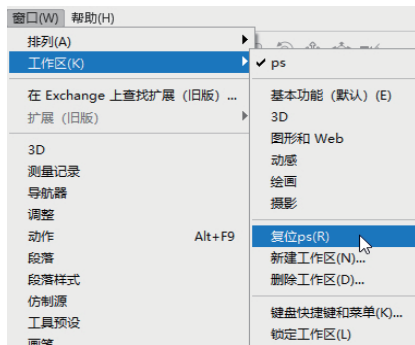 窗口(W) 帮助(H)
排列(A)
工作区(K)
在 Exchange 上查找扩展（旧版）...
扩展（旧版）
3D
测量记录
导航器
调整
动作 Alt+F9
段落
段落样式
仿制源
工具预设
画笔
✓ ps
基本功能（默认）(E)
3D
图形和 Web
动感
绘画
摄影
复位ps(R)
新建工作区(N)...
删除工作区(D)...
键盘快捷键和菜单(K)...
锁定工作区(L)